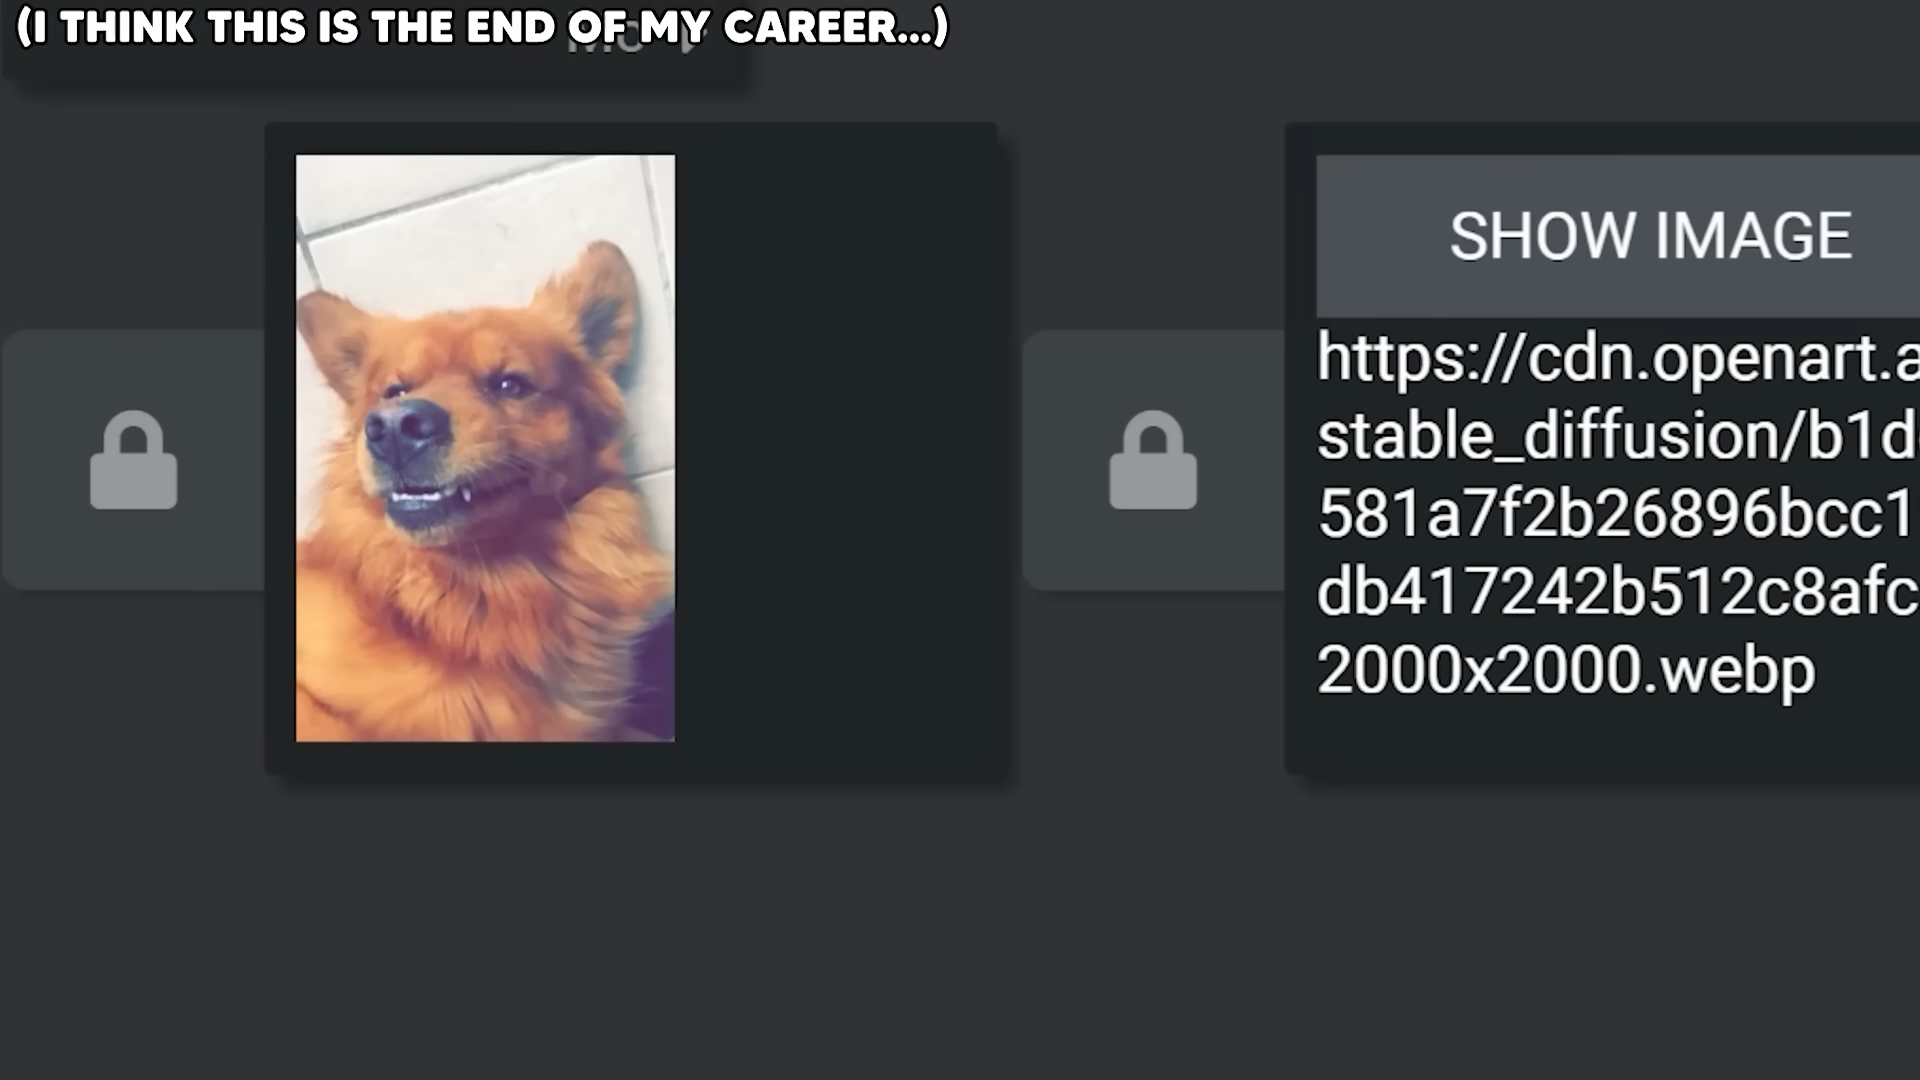 (I THINK THIS IS THE END OF MY CAREER...)
SHOW IMAGE
https://cdn.openart.a
stable_diffusion/b1d
581a7f2b26896bcc1
db417242b512c8afc
2000x2000.webp